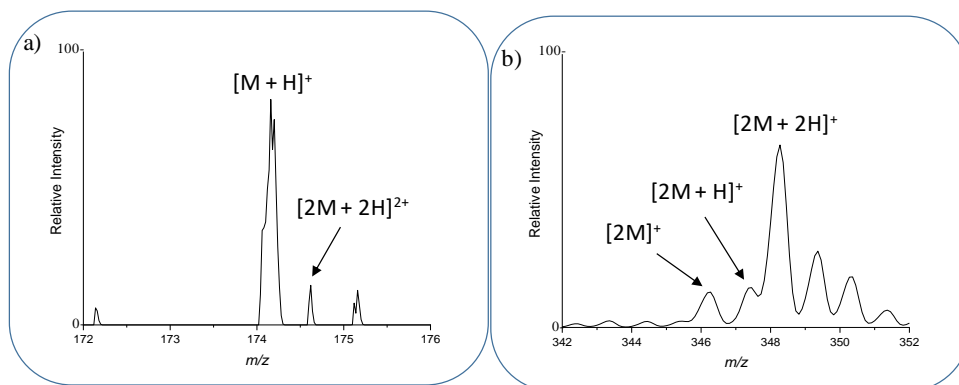 a)
100
[M + H]⁺
[2M + 2H]²⁺
Relative Intensity
0
172
173
174
175
176
m/z
b)
100
[2M + 2H]⁺
[2M + H]⁺
[2M]⁺
Relative Intensity
0
342
344
346
348
350
352
m/z